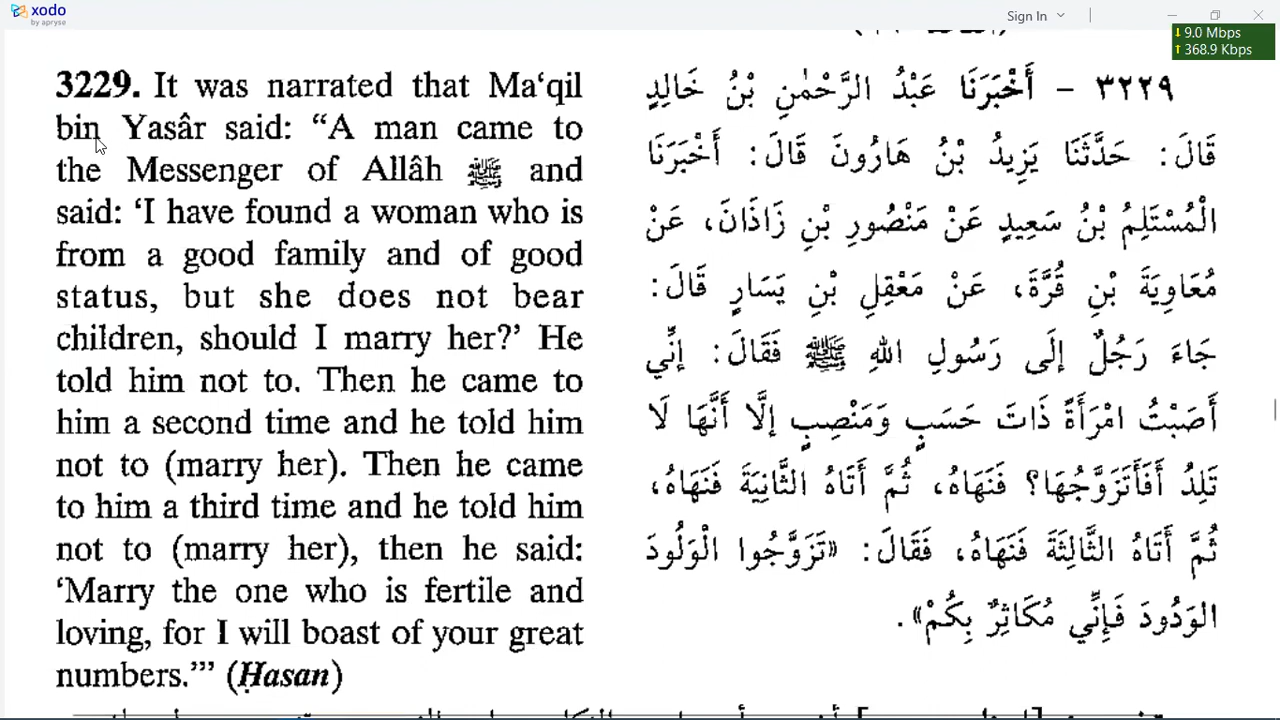 xodo
by apryse
Sign In
↓ 9.0 Mbps
↑ 368.9 Kbps
3229. It was narrated that Ma‘qil
bin Yasâr said: “A man came to
the Messenger of Allâh ﷺ and
said: ‘I have found a woman who is
from a good family and of good
status, but she does not bear
children, should I marry her?’ He
told him not to. Then he came to
him a second time and he told him
not to (marry her). Then he came
to him a third time and he told him
not to (marry her), then he said:
‘Marry the one who is fertile and
loving, for I will boast of your great
numbers.’” (Ḥasan)
٣٢٢٩ – أَخْبَرَنَا عَبْدُ الرَّحْمٰنِ بْنُ خَالِدٍ
قَالَ: حَدَّثَنَا يَزِيدُ بْنُ هَارُونَ قَالَ: أَخْبَرَنَا
الْمُسْتَلِمُ بْنُ سَعِيدٍ عَنْ مَنْصُورِ بْنِ زَاذَانَ، عَنْ
مُعَاوِيَةَ بْنِ قُرَّةَ، عَنْ مَعْقِلِ بْنِ يَسَارٍ قَالَ:
جَاءَ رَجُلٌ إِلَى رَسُولِ اللهِ ﷺ فَقَالَ: إِنِّي
أَصَبْتُ امْرَأَةً ذَاتَ حَسَبٍ وَمَنْصِبٍ إِلَّا أَنَّهَا لَا
تَلِدُ أَفَأَتَزَوَّجُهَا؟ فَنَهَاهُ، ثُمَّ أَتَاهُ الثَّانِيَةَ فَنَهَاهُ،
ثُمَّ أَتَاهُ الثَّالِثَةَ فَنَهَاهُ، فَقَالَ: «تَزَوَّجُوا الْوَلُودَ
الوَدُودَ فَإِنِّي مُكَاثِرٌ بِكُمْ».